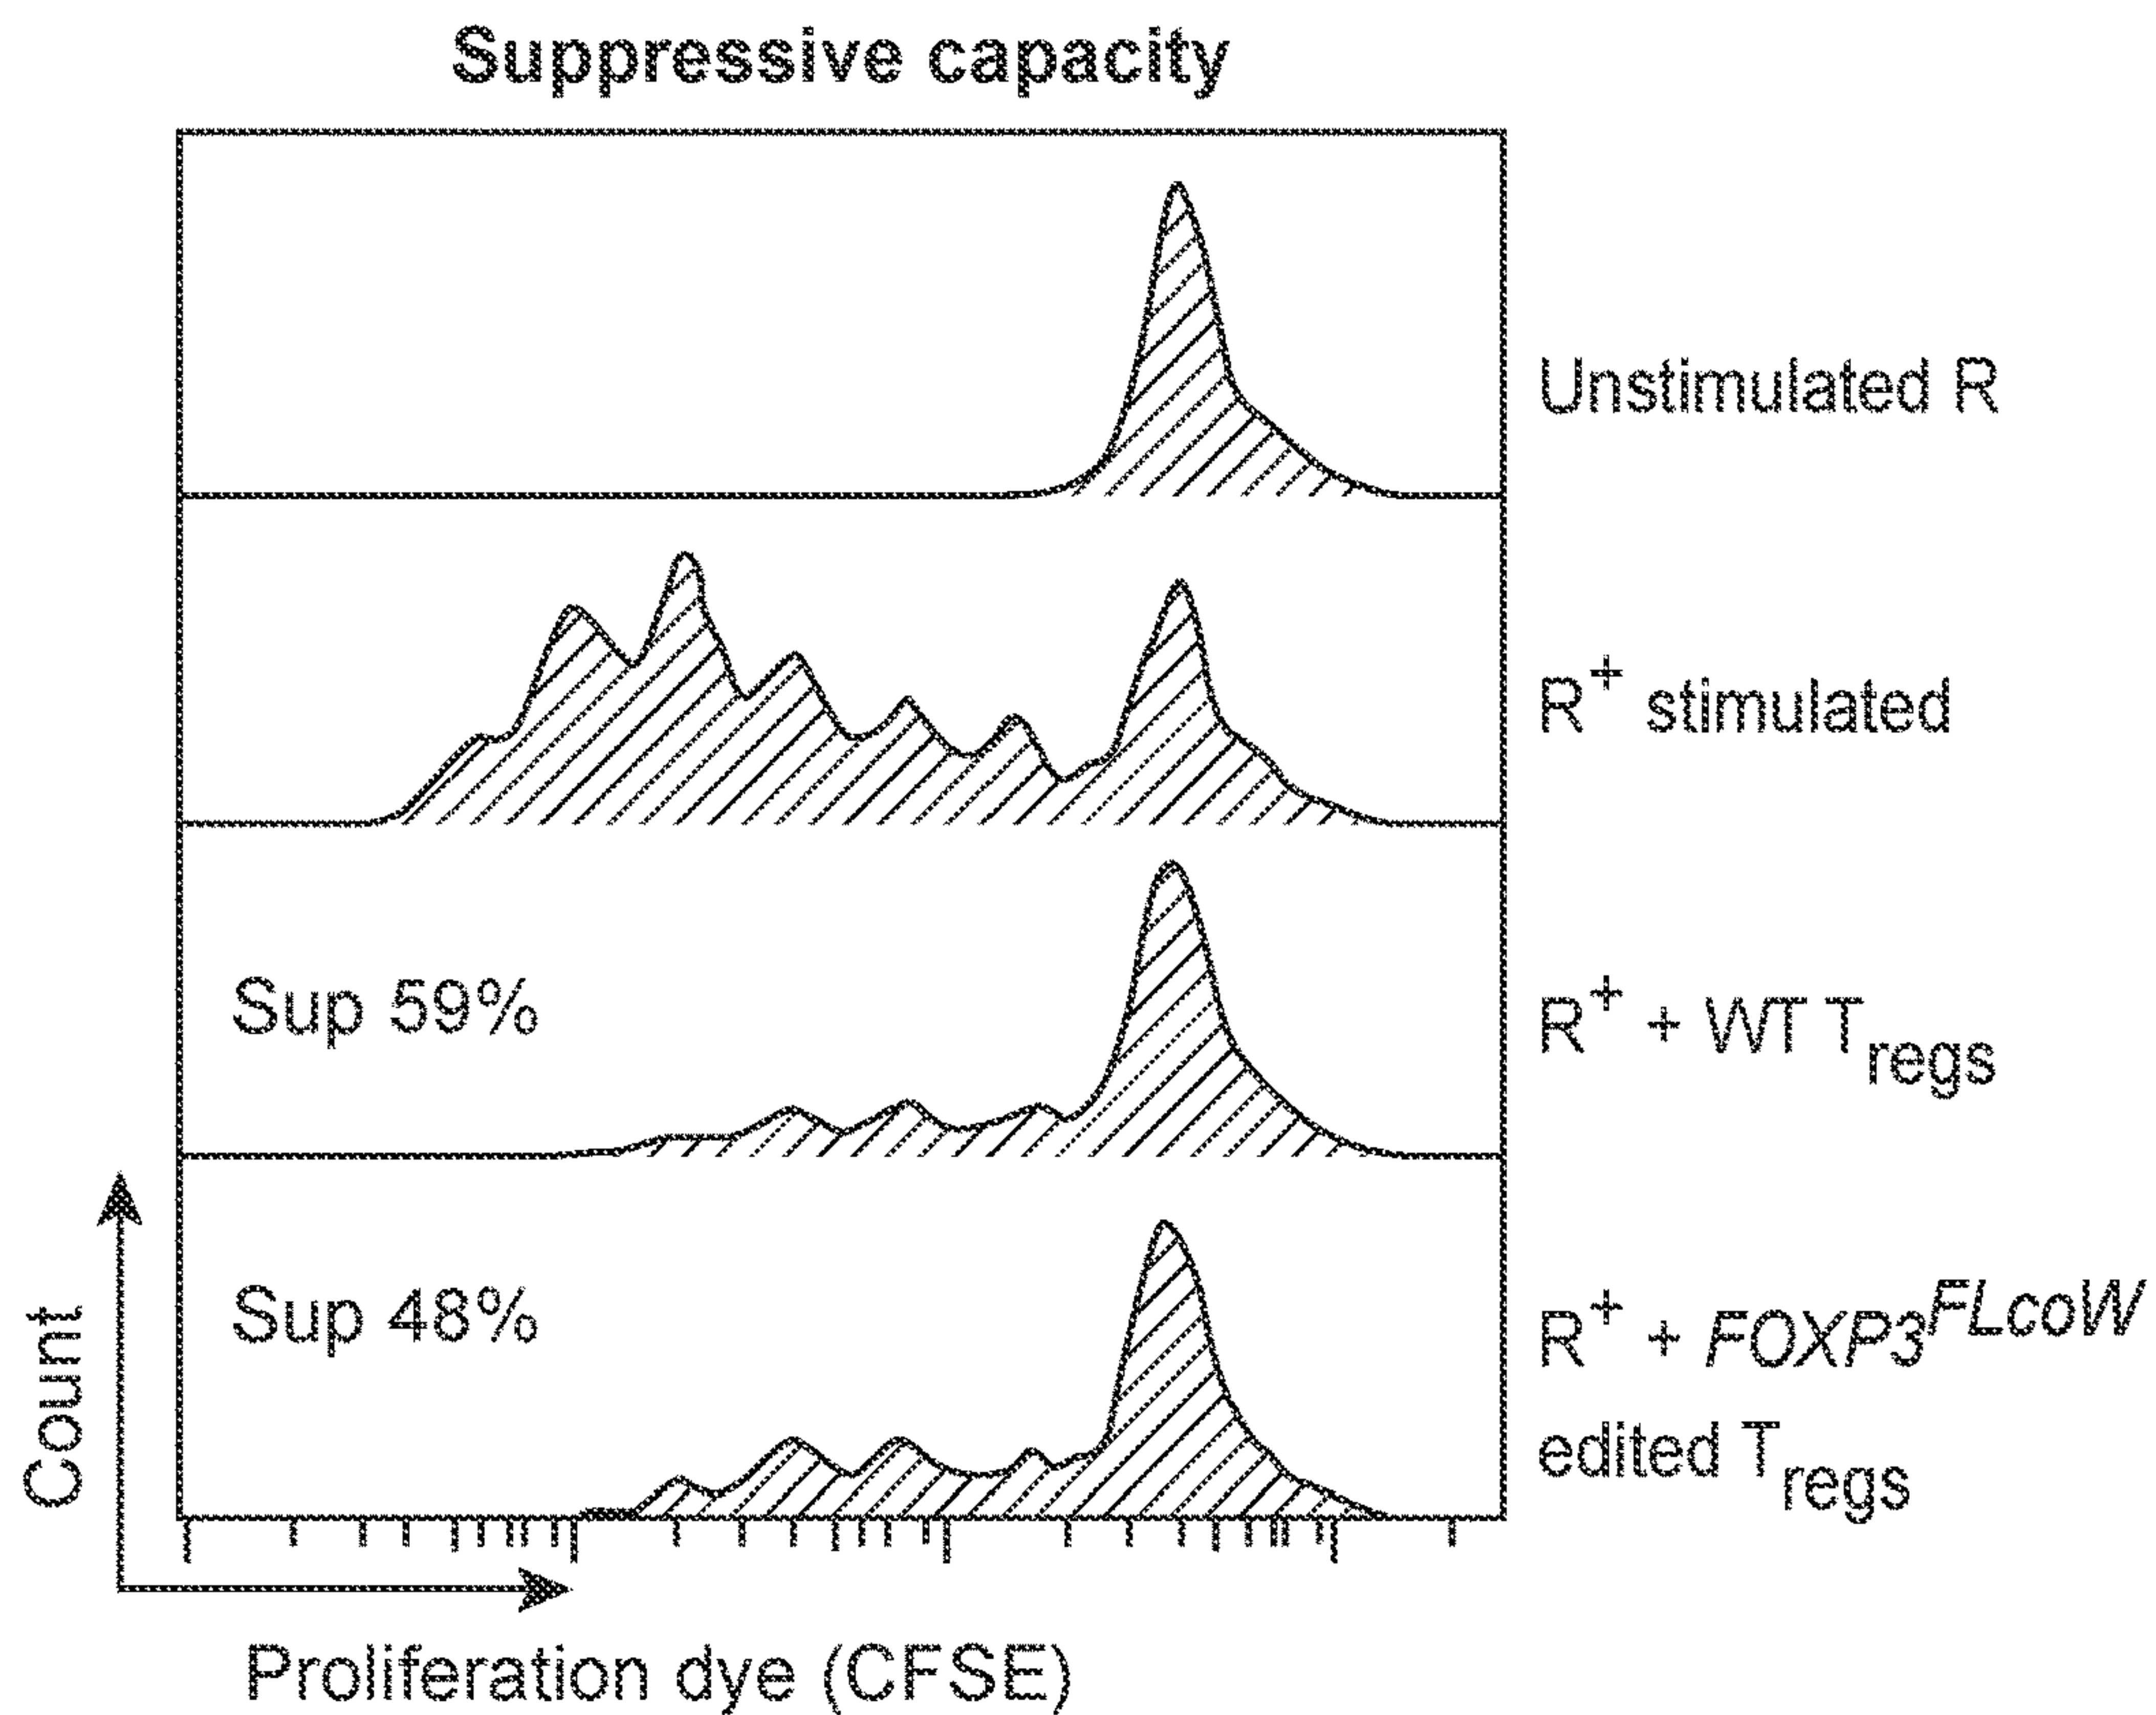 Suppressive capacity
Unstimulated R
R⁺ stimulated
Sup 59%
R⁺ + WT Tregs
Sup 48%
R⁺ + FOXP3FLcoW
edited Tregs
Count
Proliferation dye (CFSE)